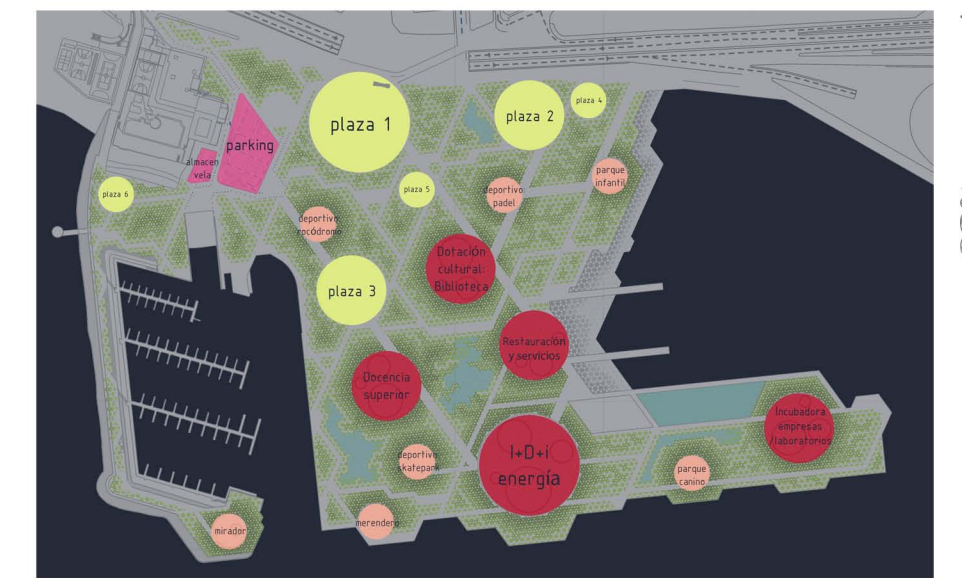 plaza 1
plaza 2
plaza 4
parking
almacen
vela
plaza 6
plaza 5
deportivo
padel
parque
infantil
deportivo
rocódromo
Dotación
cultural:
Biblioteca
plaza 3
Restauración
y servicios
Docencia
superior
Incubadora
empresas
/laboratorios
deportivo
skatepark
I+D+i
energía
parque
canino
merendero
mirador